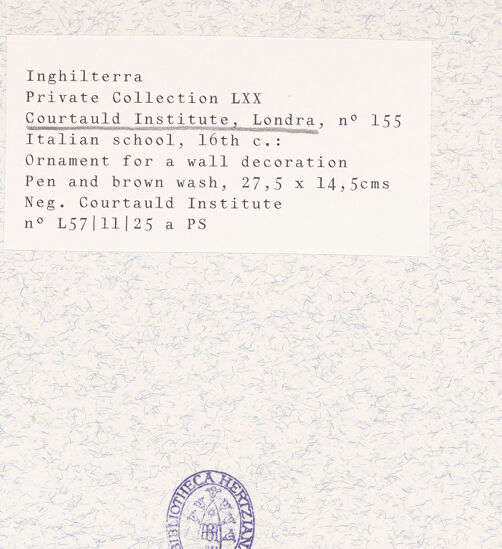 Inghilterra
Private Collection LXX
Courtauld Institute, Londra, nº 155
Italian school, 16th c.:
Ornament for a wall decoration
Pen and brown wash, 27,5 x 14,5cms
Neg. Courtauld Institute
nº L57|11|25 a PS
BIBLIOTHECA HERTZIANA